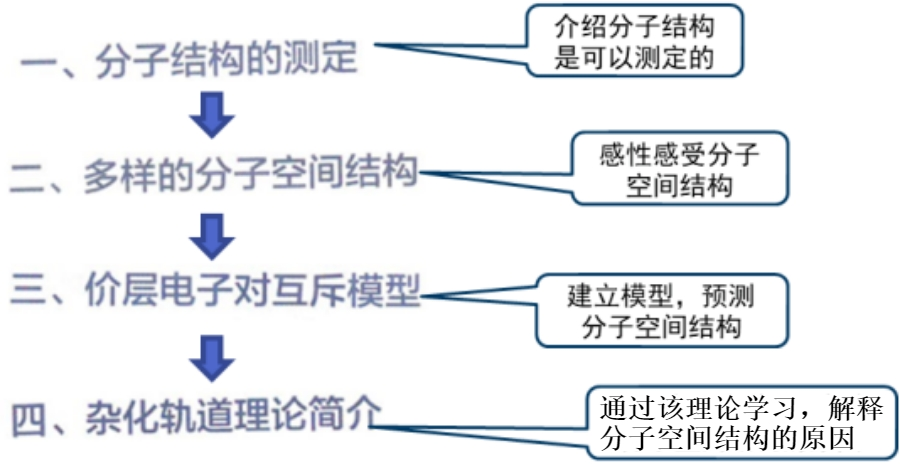 一、分子结构的测定
介绍分子结构
是可以测定的
二、多样的分子空间结构
感性感受分子
空间结构
三、价层电子对互斥模型
建立模型，预测
分子空间结构
四、杂化轨道理论简介
通过该理论学习，解释
分子空间结构的原因